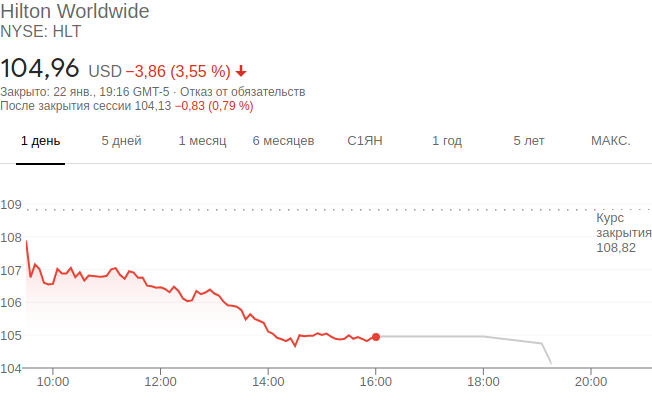 Hilton Worldwide
NYSE: HLT
104,96 USD −3,86 (3,55 %)
Закрыто: 22 янв., 19:16 GMT-5 · Отказ от обязательств
После закрытия сессии 104,13 −0,83 (0,79 %)
1 день 5 дней 1 месяц 6 месяцев С1ЯН 1 год 5 лет МАКС.
109
Курс
закрытия
108,82
108
107
106
105
104
10:00 12:00 14:00 16:00 18:00 20:00